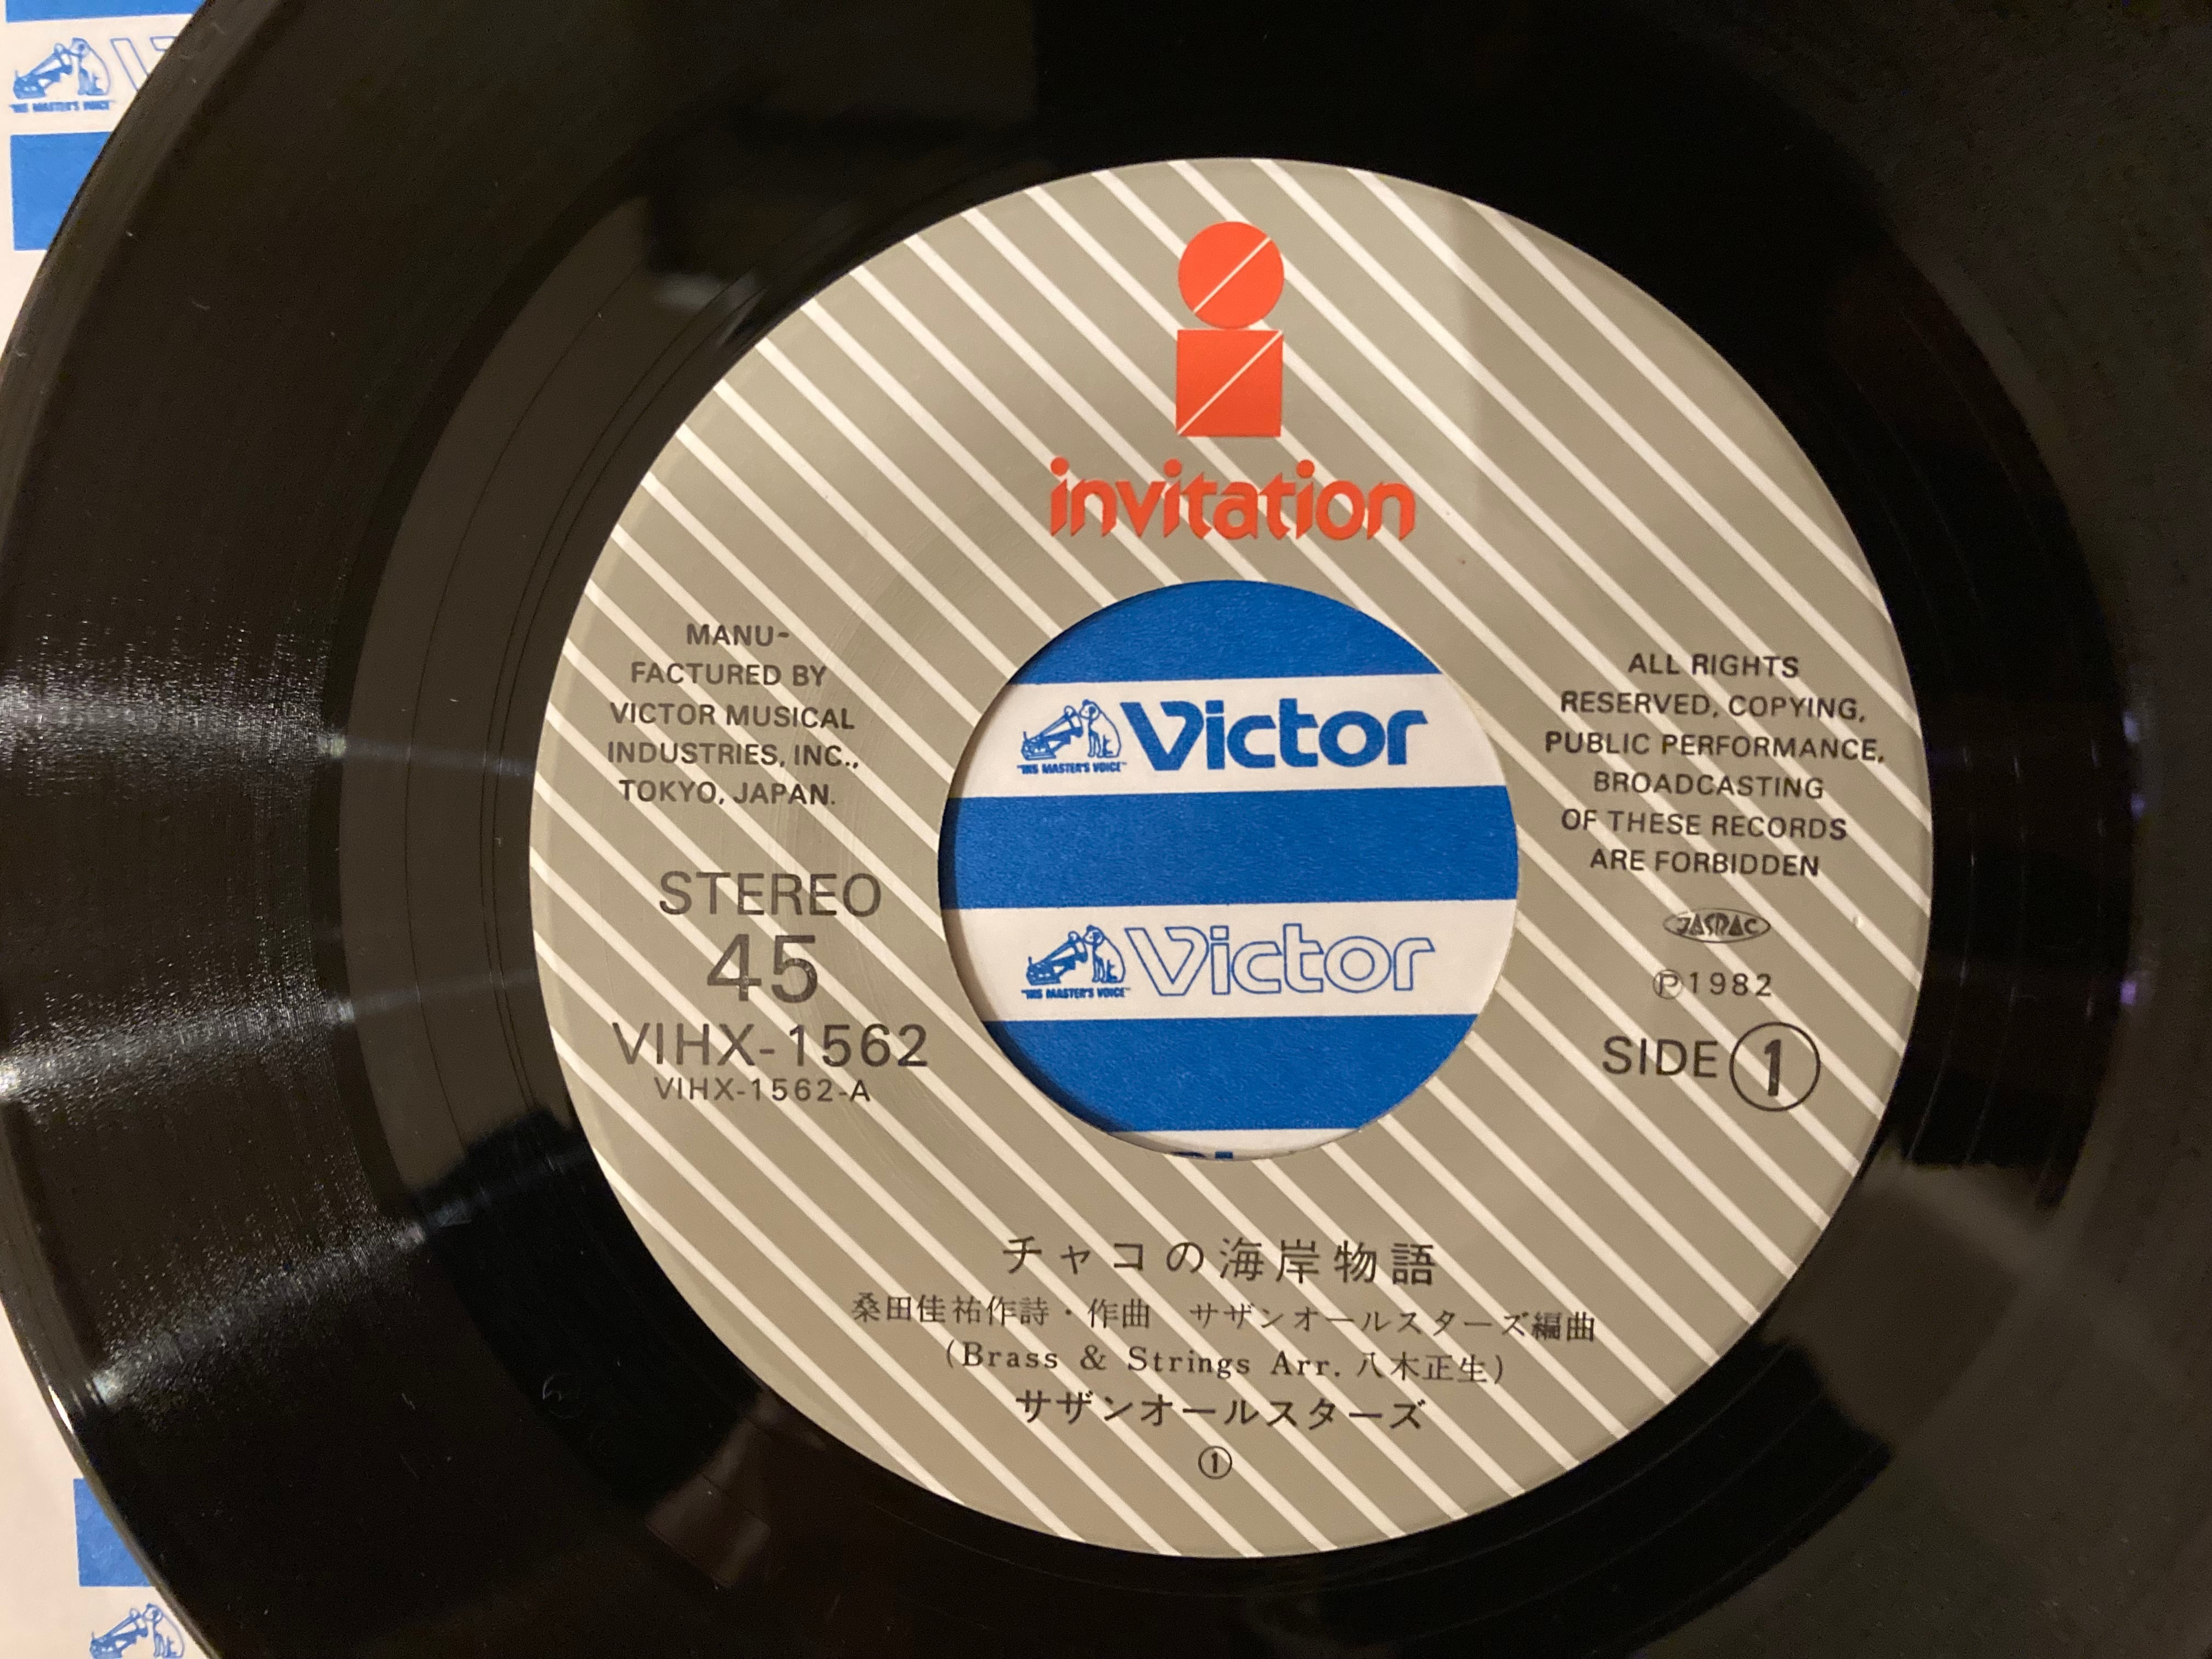 invitation
MANU-
FACTURED BY
VICTOR MUSICAL
INDUSTRIES, INC.,
TOKYO, JAPAN.
STEREO
45
VIHX-1562
VIHX-1562-A
"HIS MASTER'S VOICE"
Victor
"HIS MASTER'S VOICE"
Victor
ALL RIGHTS
RESERVED, COPYING,
PUBLIC PERFORMANCE,
BROADCASTING
OF THESE RECORDS
ARE FORBIDDEN
JASRAC
Ⓟ1982
SIDE ①
チャコの海岸物語
桑田佳祐作詩・作曲　サザンオールスターズ編曲
(Brass & Strings Arr. 八木正生)
サザンオールスターズ
①
"HIS MASTER'S VOICE"